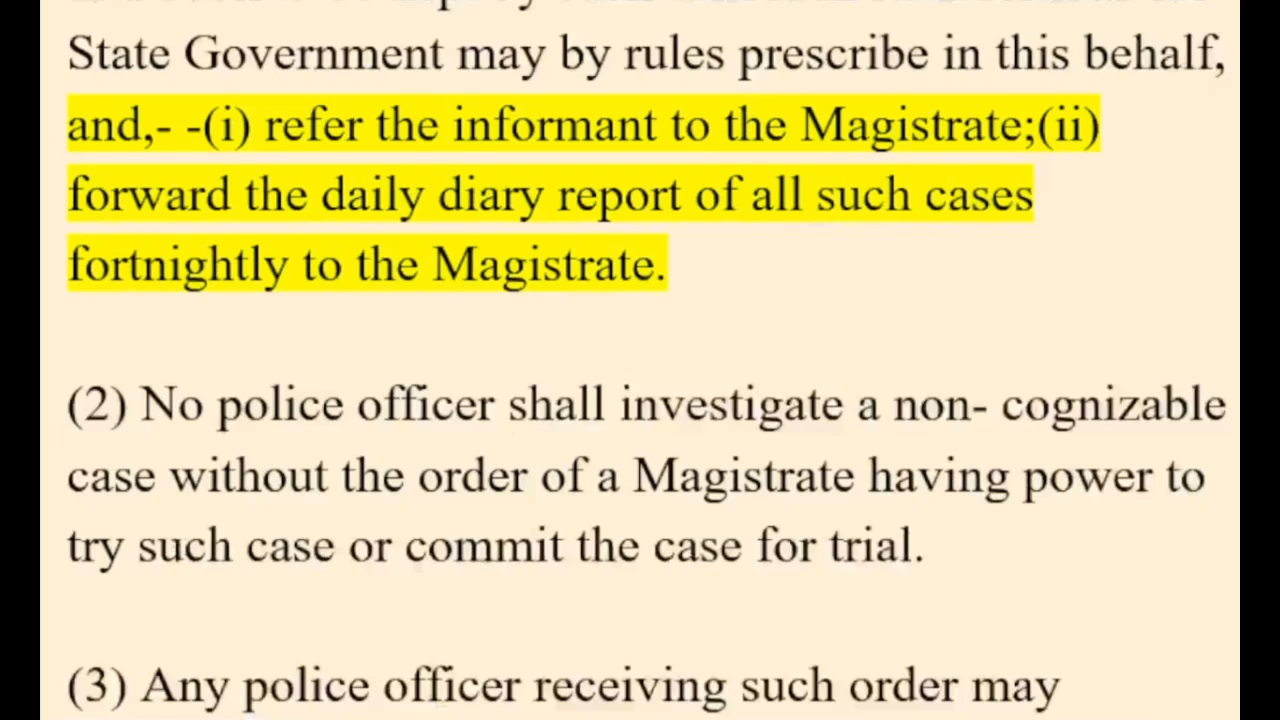 State Government may by rules prescribe in this behalf,
and,- -(i) refer the informant to the Magistrate;(ii)
forward the daily diary report of all such cases
fortnightly to the Magistrate.
(2) No police officer shall investigate a non- cognizable
case without the order of a Magistrate having power to
try such case or commit the case for trial.
(3) Any police officer receiving such order may